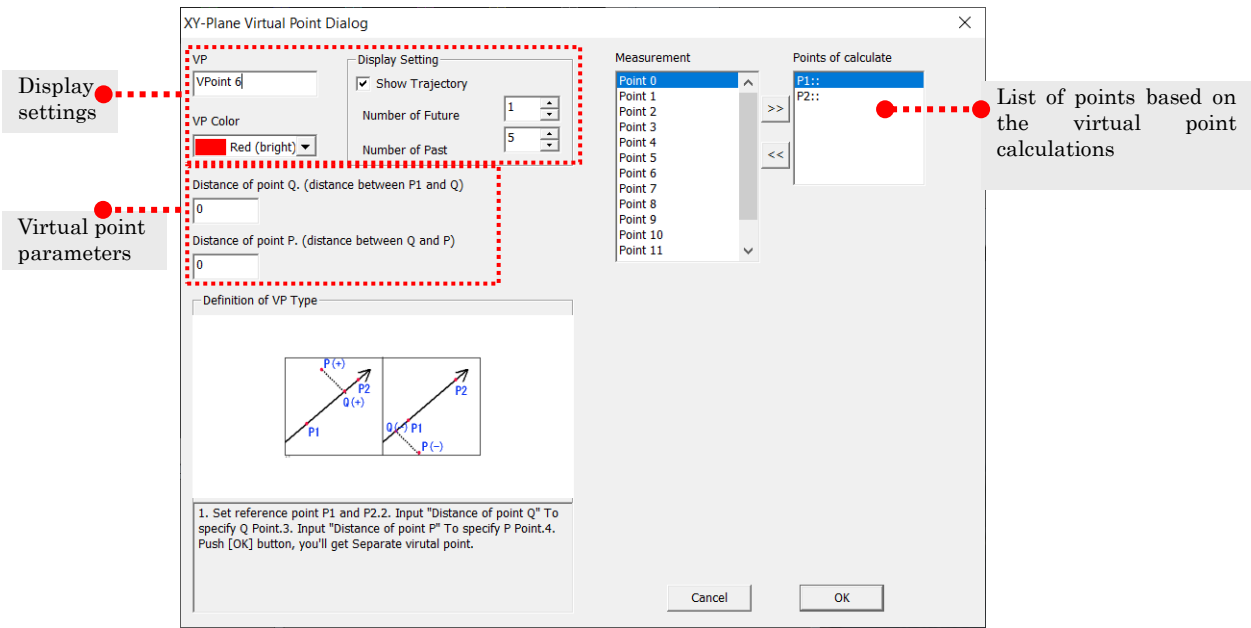 XY-Plane Virtual Point Dialog
VP
VPoint 6
VP Color
Red (bright)
Display Setting
Show Trajectory
Number of Future
1
Number of Past
5
Distance of point Q. (distance between P1 and Q)
0
Distance of point P. (distance between Q and P)
0
Definition of VP Type
P(+)
P2
Q(+)
P1
P2
Q(-)
P1
P(-)
1. Set reference point P1 and P2.2. Input "Distance of point Q" To
specify Q Point.3. Input "Distance of point P" To specify P Point.4.
Push [OK] button, you'll get Separate virutal point.
Measurement
Point 0
Point 1
Point 2
Point 3
Point 4
Point 5
Point 6
Point 7
Point 8
Point 9
Point 10
Point 11
>>
<<
Points of calculate
P1::
P2::
Cancel
OK
Display
settings
Virtual point
parameters
List of points based on
the virtual point
calculations